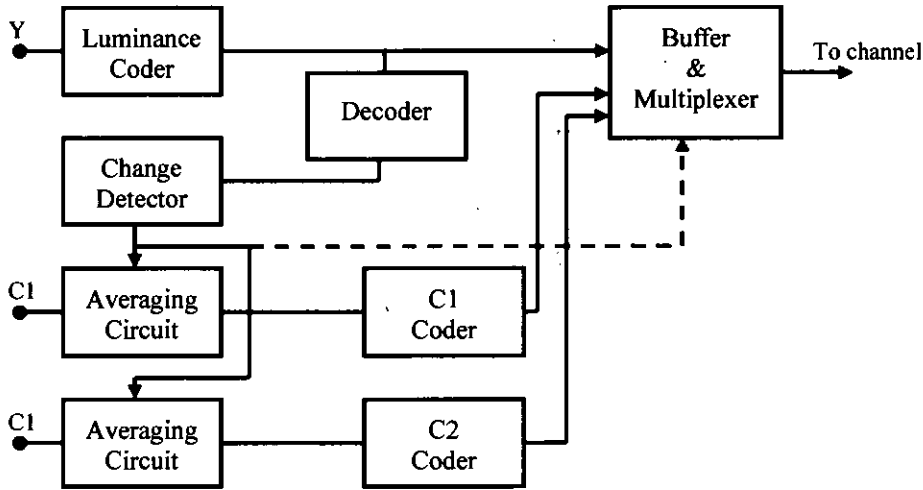 Y
Luminance
Coder
Buffer
&
Multiplexer
To channel
Decoder
Change
Detector
C1
Averaging
Circuit
C1
Coder
C1
Averaging
Circuit
C2
Coder